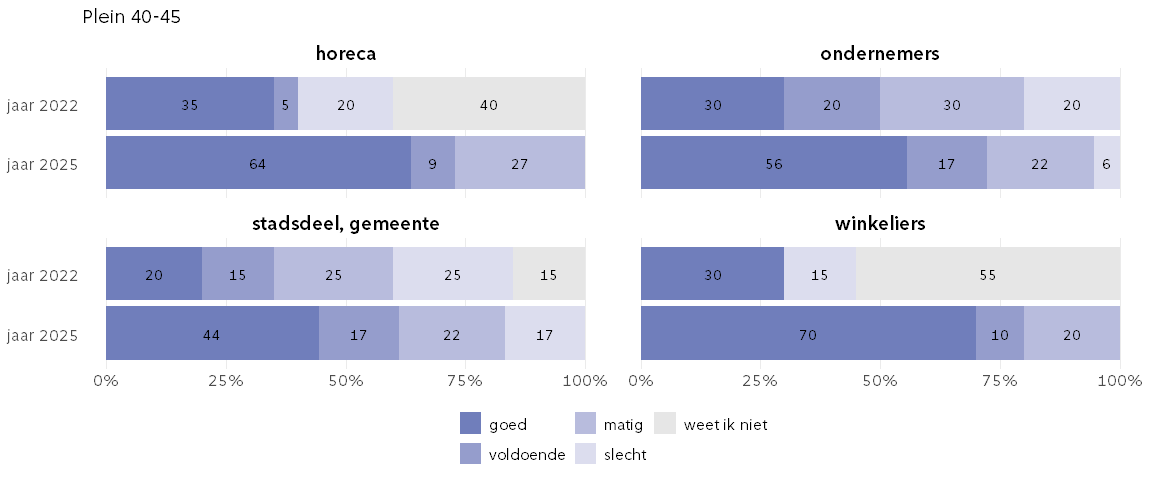 Plein 40-45
horeca
ondernemers
jaar 2022
35 5 20 40
30 20 30 20
jaar 2025
64 9 27
56 17 22 6
stadsdeel, gemeente
winkeliers
jaar 2022
20 15 25 25 15
30 15 55
jaar 2025
44 17 22 17
70 10 20
0% 25% 50% 75% 100%
0% 25% 50% 75% 100%
goed matig weet ik niet
voldoende slecht